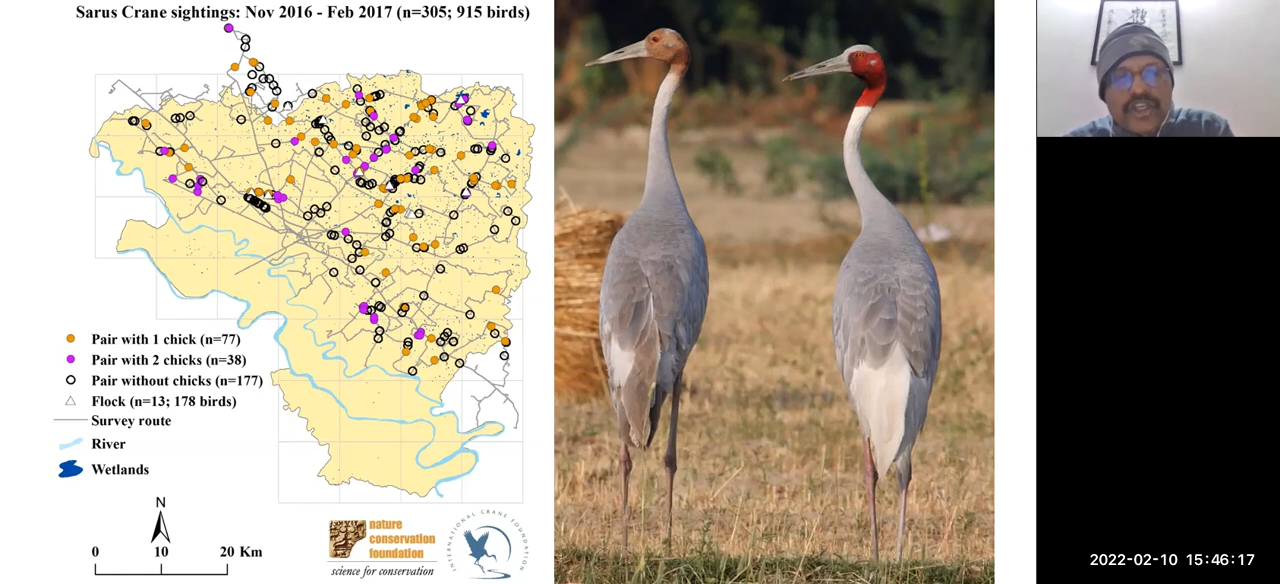 Sarus Crane sightings: Nov 2016 - Feb 2017 (n=305; 915 birds)
Pair with 1 chick (n=77)
Pair with 2 chicks (n=38)
Pair without chicks (n=177)
Flock (n=13; 178 birds)
Survey route
River
Wetlands
N
0 10 20 Km
nature
conservation
foundation
science for conservation
INTERNATIONAL CRANE FOUNDATION
鶴
2022-02-10 15:46:17